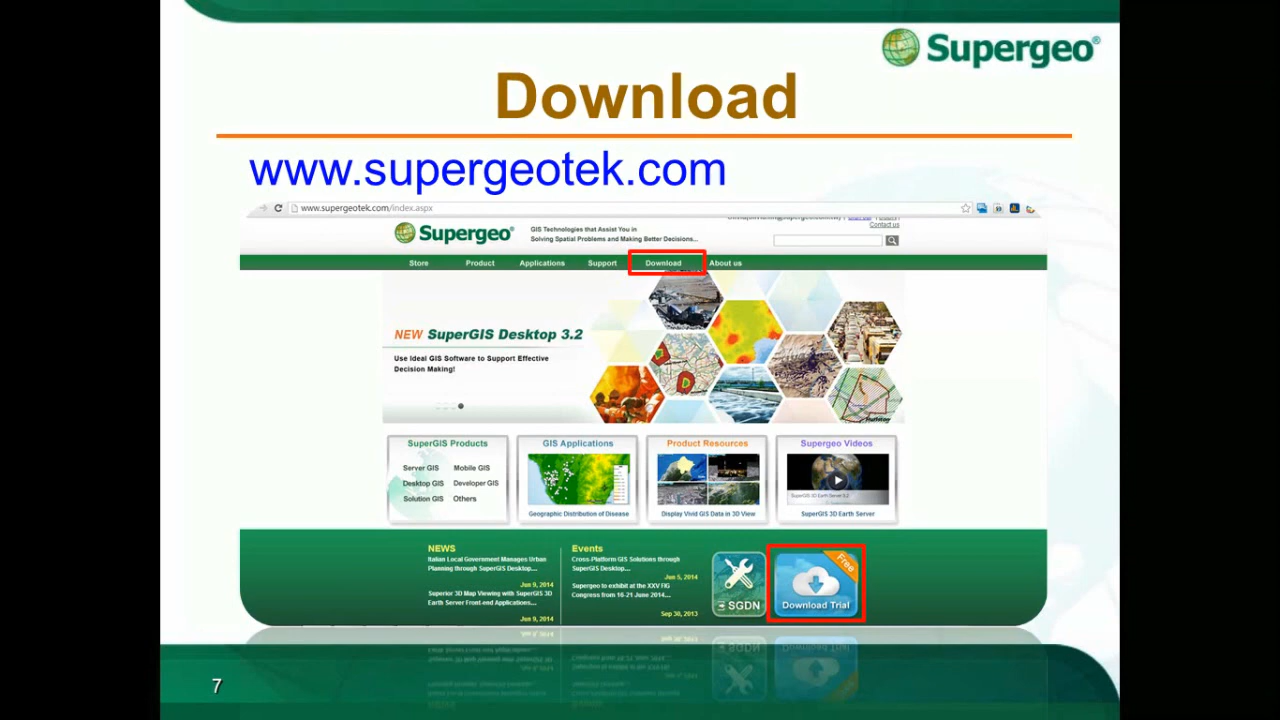 Supergeo®
Download
www.supergeotek.com
www.supergeotek.com/index.aspx
Contact us
Supergeo®
GIS Technologies that Assist You in
Solving Spatial Problems and Making Better Decisions...
Store Product Applications Support Download About us
NEW SuperGIS Desktop 3.2
Use Ideal GIS Software to Support Effective
Decision Making!
SuperGIS Products
Server GIS Mobile GIS
Desktop GIS Developer GIS
Solution GIS Others
GIS Applications
Geographic Distribution of Disease
Product Resources
Display Vivid GIS Data in 3D View
Supergeo Videos
SuperGIS 3D Earth Server 3.2
SuperGIS 3D Earth Server
NEWS
Italian Local Government Manages Urban
Planning through SuperGIS Desktop...
Jun 9, 2014
Superior 3D Map Viewing with SuperGIS 3D
Earth Server Front-end Applications...
Jun 9, 2014
Events
Cross-Platform GIS Solutions through
SuperGIS Desktop...
Jun 5, 2014
Supergeo to exhibit at the XXV FIG
Congress from 16-21 June 2014...
Sep 30, 2013
SGDN
Free
Download Trial
7